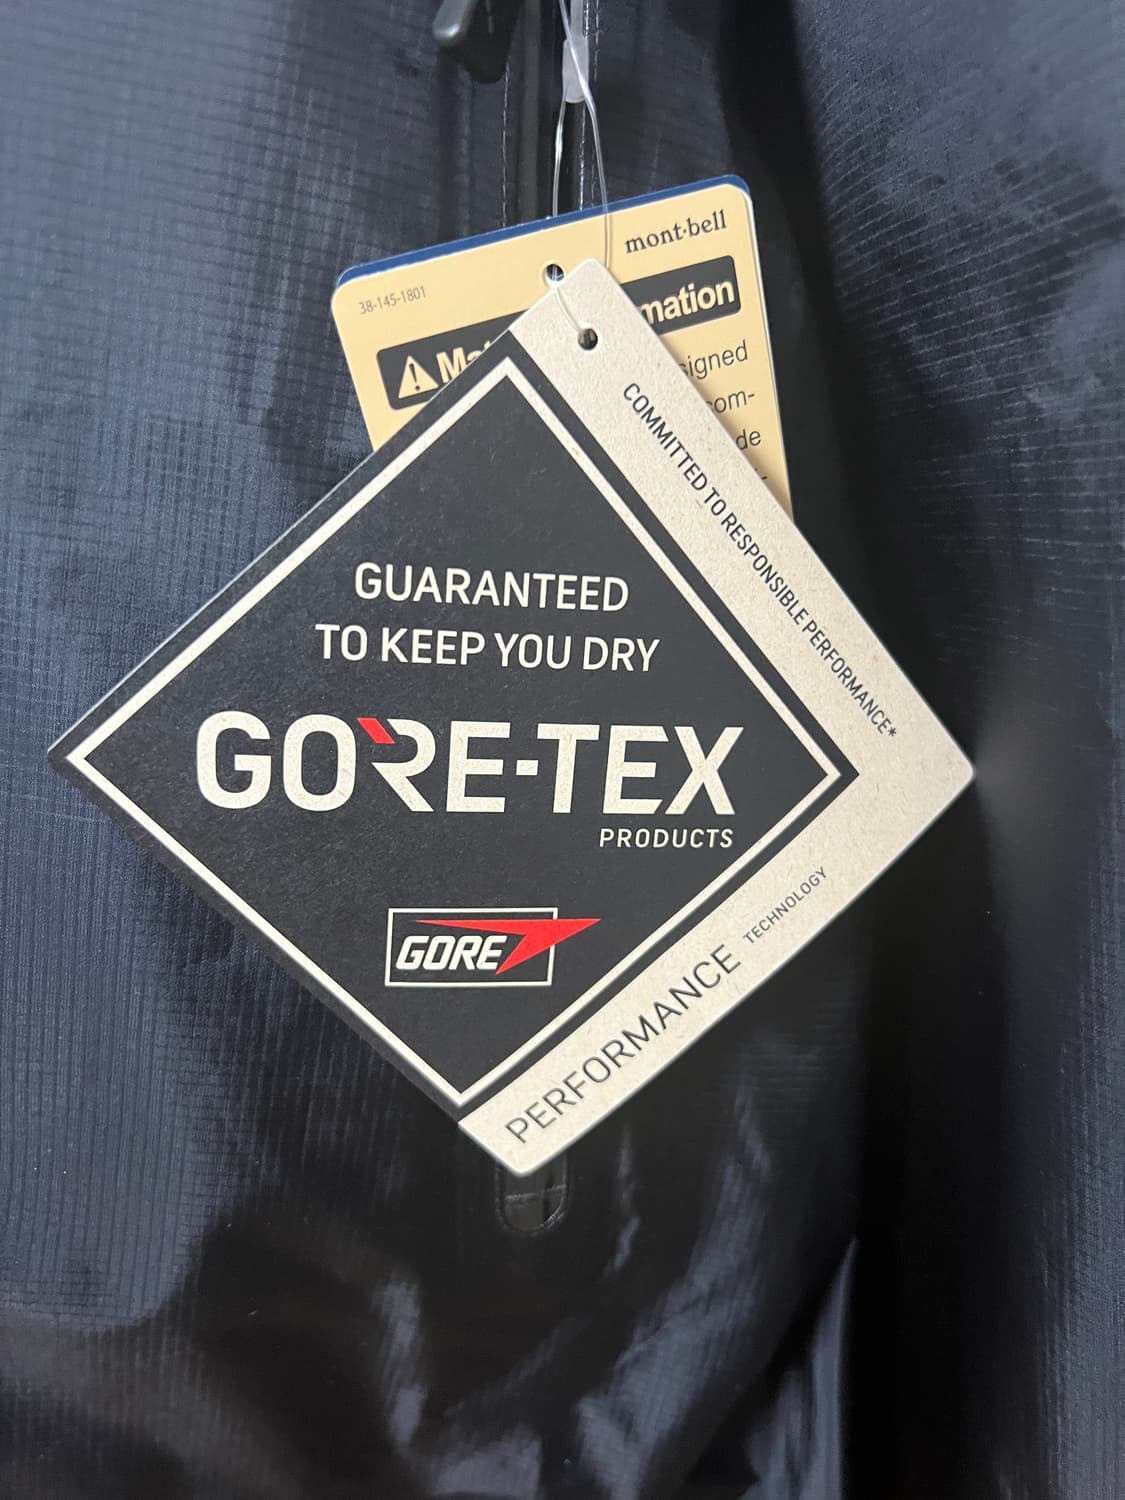 mont·bell
38-145-1801
mation
signed
com-
de
COMMITTED TO RESPONSIBLE PERFORMANCE*
GUARANTEED
TO KEEP YOU DRY
GORE-TEX
PRODUCTS
GORE
PERFORMANCE TECHNOLOGY